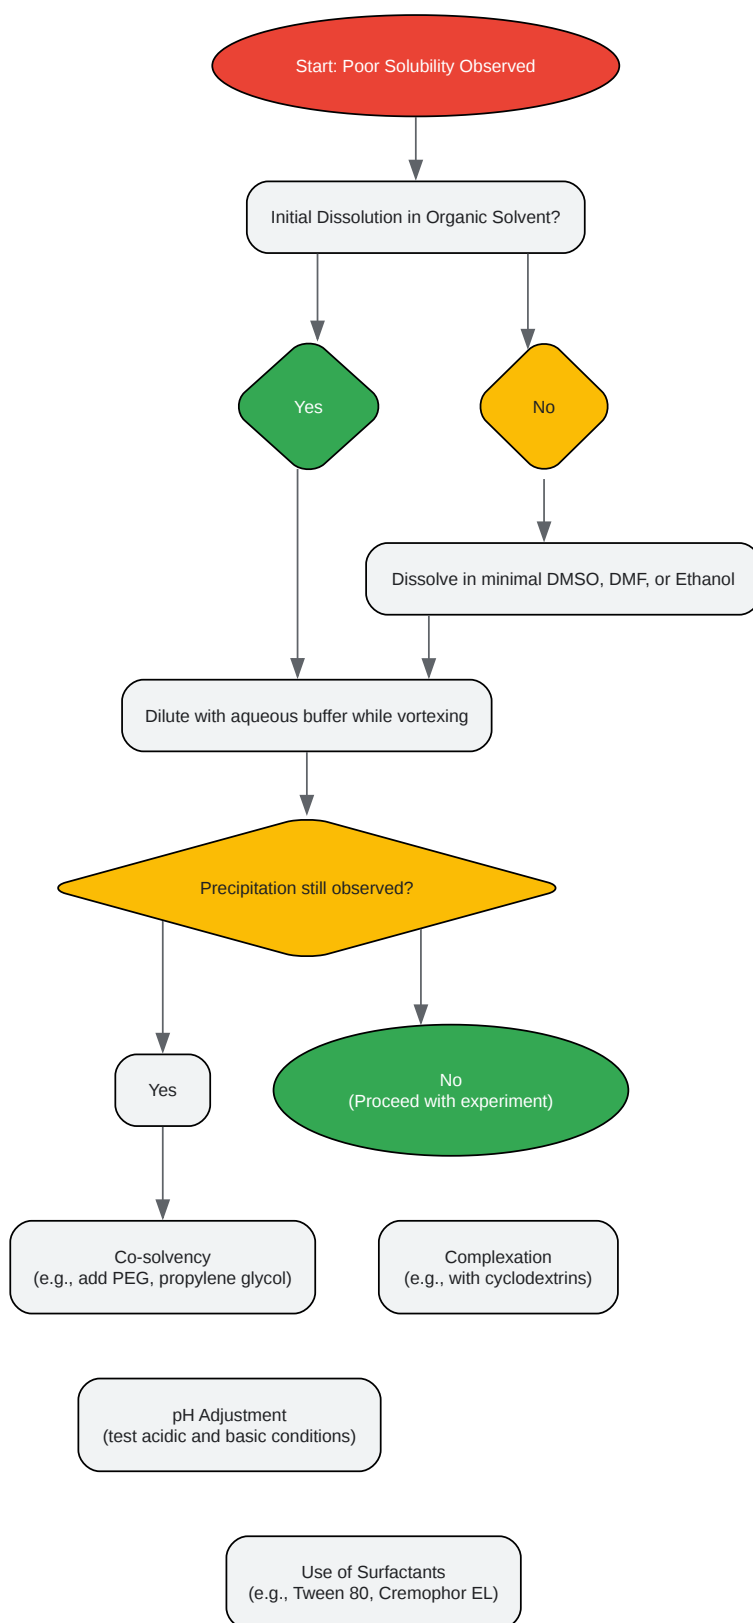 Start: Poor Solubility Observed
Initial Dissolution in Organic Solvent?
Yes
No
Dissolve in minimal DMSO, DMF, or Ethanol
Dilute with aqueous buffer while vortexing
Precipitation still observed?
Yes
No
(Proceed with experiment)
Co-solvency
(e.g., add PEG, propylene glycol)
Complexation
(e.g., with cyclodextrins)
pH Adjustment
(test acidic and basic conditions)
Use of Surfactants
(e.g., Tween 80, Cremophor EL)